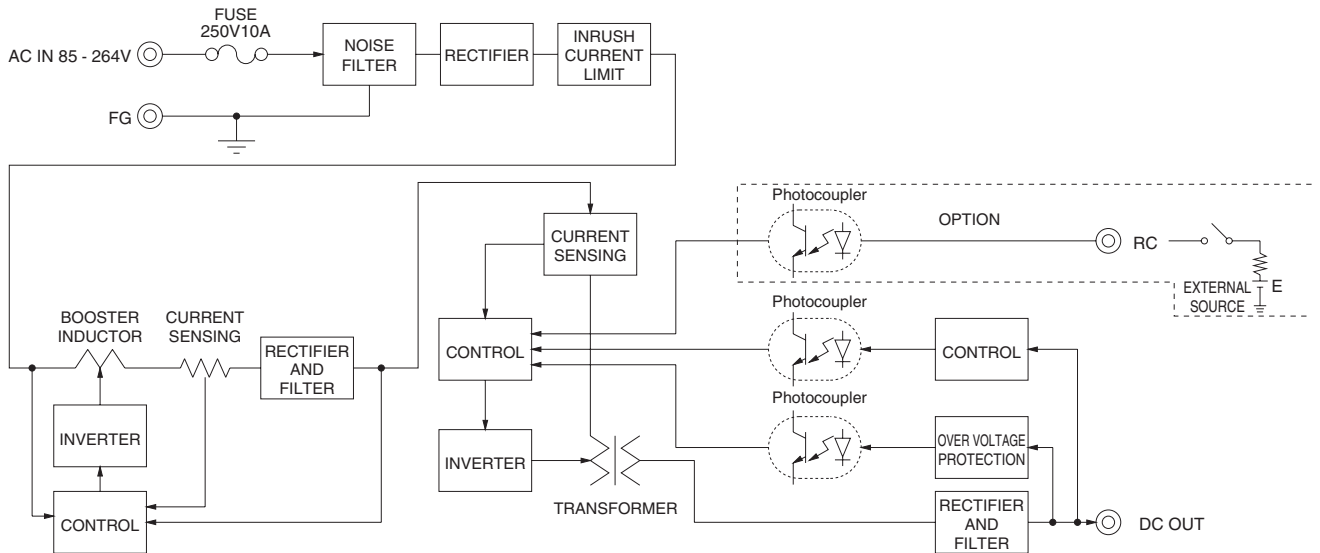 FUSE
250V10A
AC IN 85 - 264V
NOISE
FILTER
RECTIFIER
INRUSH
CURRENT
LIMIT
FG
Photocoupler
OPTION
RC
CURRENT
SENSING
E
EXTERNAL
SOURCE
BOOSTER
INDUCTOR
CURRENT
SENSING
RECTIFIER
AND
FILTER
CONTROL
Photocoupler
CONTROL
INVERTER
Photocoupler
INVERTER
OVER VOLTAGE
PROTECTION
TRANSFORMER
CONTROL
RECTIFIER
AND
FILTER
DC OUT